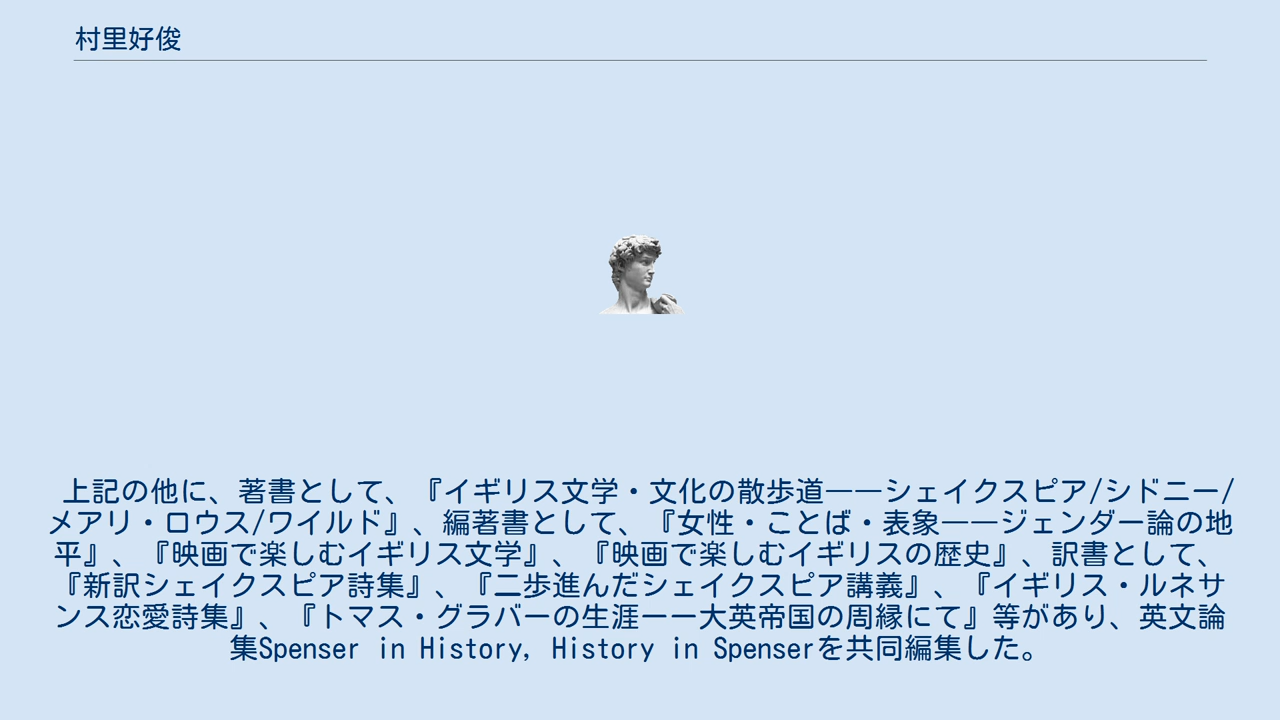 村里好俊
上記の他に、著書として、『イギリス文学・文化の散歩道――シェイクスピア/シドニー/
メアリ・ロウス/ワイルド』、編著書として、『女性・ことば・表象――ジェンダー論の地
平』、『映画で楽しむイギリス文学』、『映画で楽しむイギリスの歴史』、訳書として、
『新訳シェイクスピア詩集』、『二歩進んだシェイクスピア講義』、『イギリス・ルネサ
ンス恋愛詩集』、『トマス・グラバーの生涯ーー大英帝国の周縁にて』等があり、英文論
集Spenser in History, History in Spenserを共同編集した。